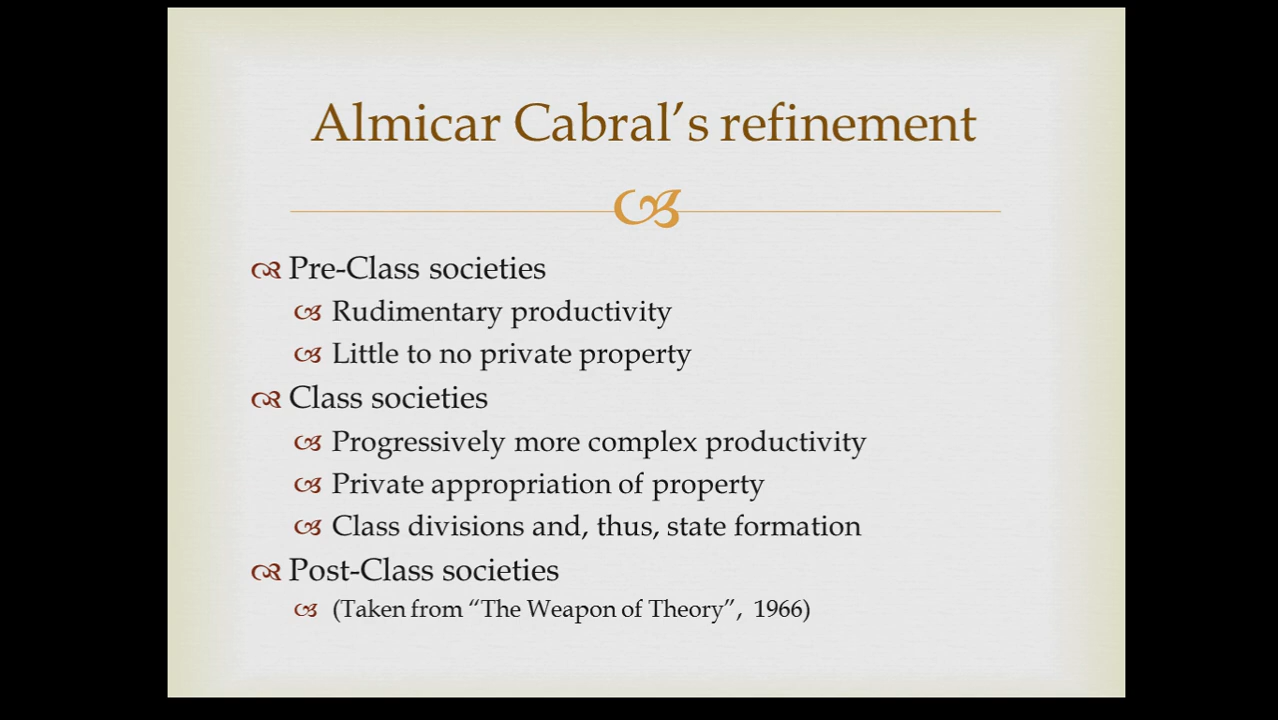 Almicar Cabral’s refinement
Pre-Class societies
Rudimentary productivity
Little to no private property
Class societies
Progressively more complex productivity
Private appropriation of property
Class divisions and, thus, state formation
Post-Class societies
(Taken from “The Weapon of Theory”, 1966)